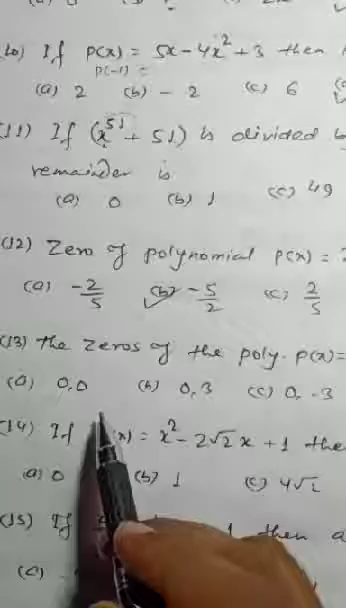 (10) If p(x) = 5x - 4x² + 3 then
p(-1) =
(a) 2 (b) - 2 (c) 6
(11) If (x⁵¹ + 51) is divided
remainder is
(a) 0 (b) 1 (c) 49
(12) Zero of polynomial p(x) =
(a) -2/5 (b) -5/2 (c) 2/5
(13) the zeros of the poly. p(x) =
(a) 0,0 (b) 0,3 (c) 0, -3
(14) If (x) = x² - 2√2 x + 1 the
(a) 0 (b) 1 (c) 4√2
(15) If then a